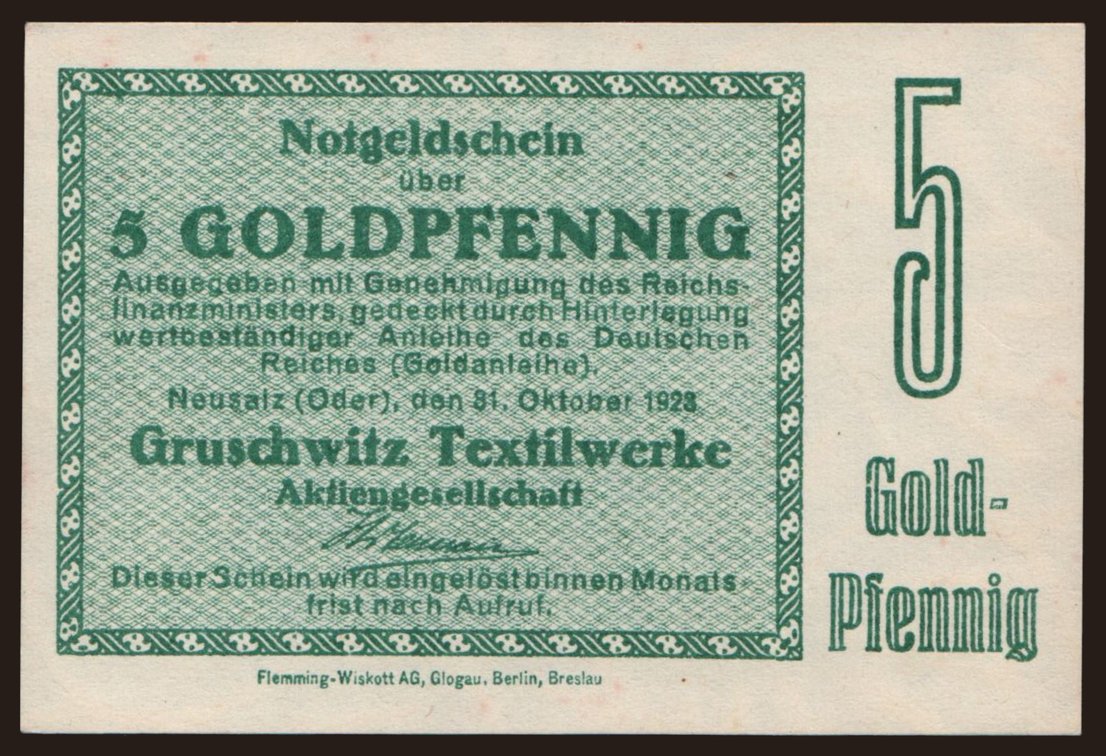 Notgeldschein
über
5 GOLDPFENNIG
Ausgegeben mit Genehmigung des Reichs-
finanzministers, gedeckt durch Hinterlegung
wertbeständiger Anleihe des Deutschen
Reiches (Goldanleihe).
Neusalz (Oder), den 31. Oktober 1923
Gruschwitz Textilwerke
Aktiengesellschaft
Dieser Schein wird eingelöst binnen Monats-
frist nach Aufruf.
Flemming-Wiskott AG, Glogau, Berlin, Breslau
5
Gold-
Pfennig